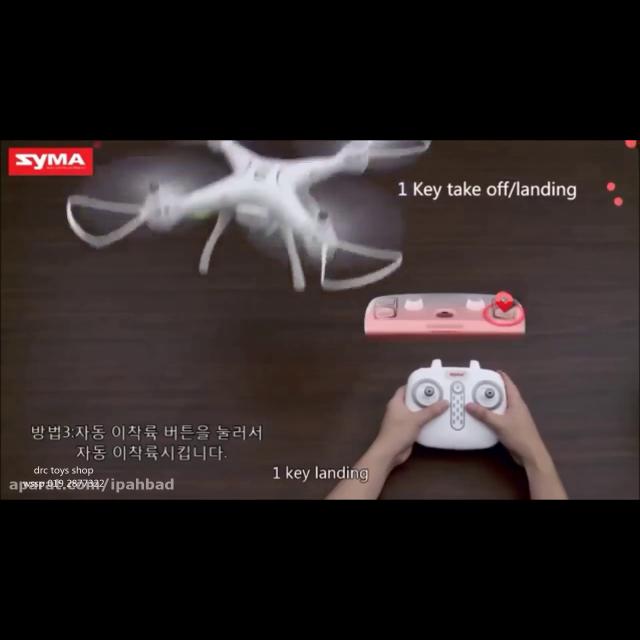 SYMA
1 Key take off/landing
방법3:자동 이착륙 버튼을 눌러서
자동 이착륙시킵니다.
1 key landing
drc toys shop
aparat.com/ipahbad